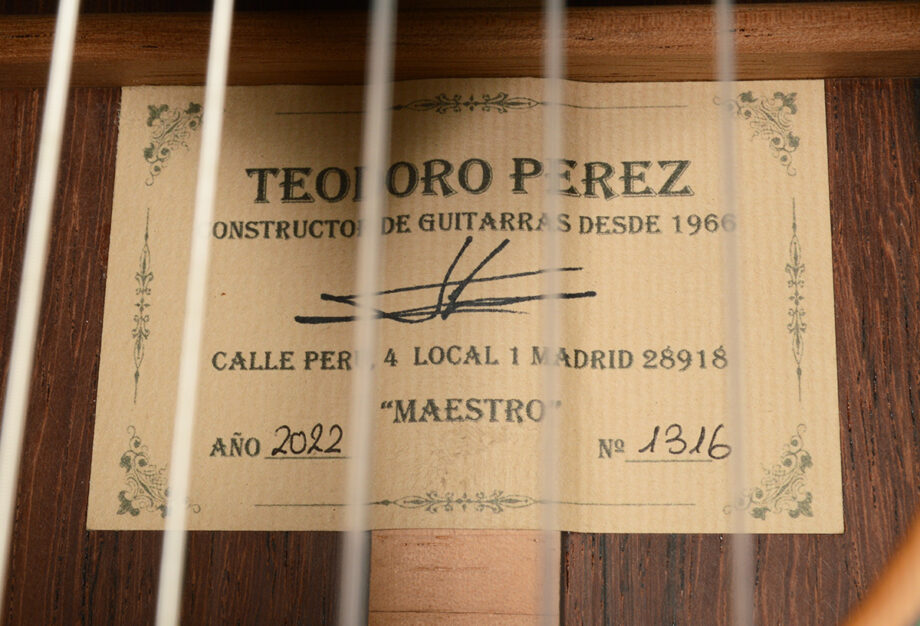 TEODORO PEREZ
CONSTRUCTOR DE GUITARRAS DESDE 1966
CALLE PERU, 4 LOCAL 1 MADRID 28918
“MAESTRO”
AÑO 2022 Nº 1316